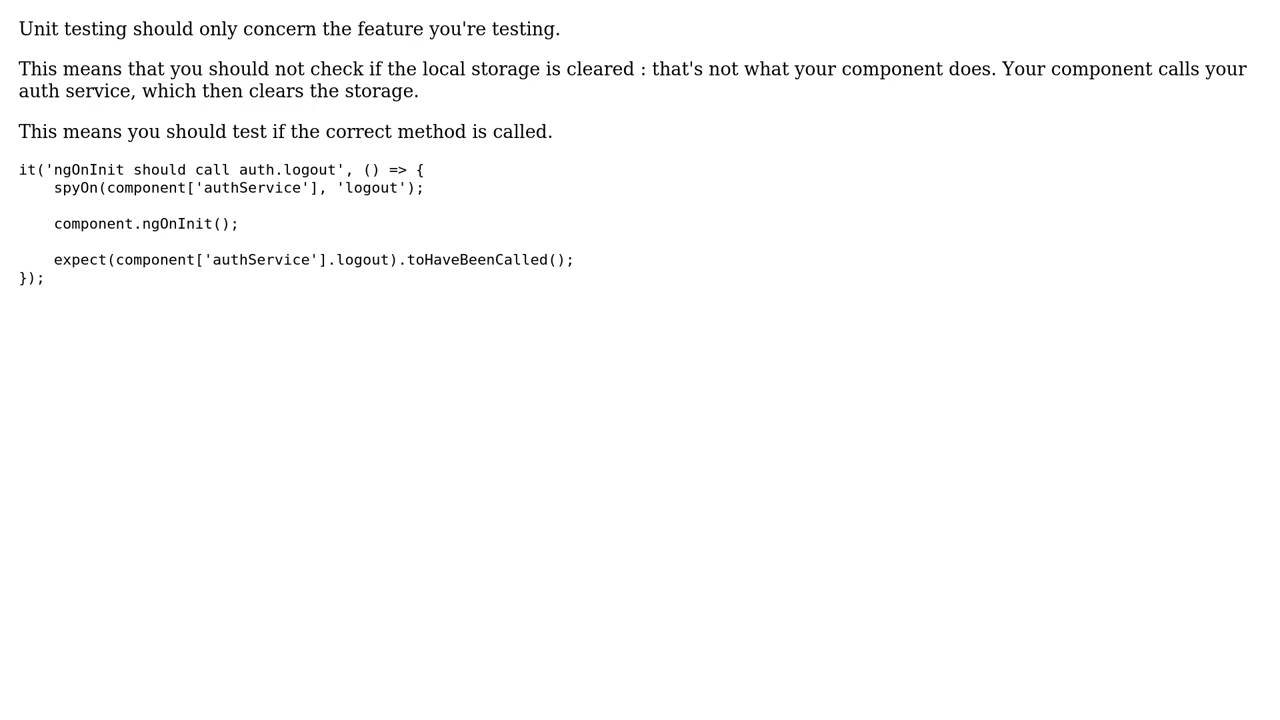 Unit testing should only concern the feature you're testing.
This means that you should not check if the local storage is cleared : that's not what your component does. Your component calls your
auth service, which then clears the storage.
This means you should test if the correct method is called.
it('ngOnInit should call auth.logout', () => {
    spyOn(component['authService'], 'logout');
    component.ngOnInit();
    expect(component['authService'].logout).toHaveBeenCalled();
});